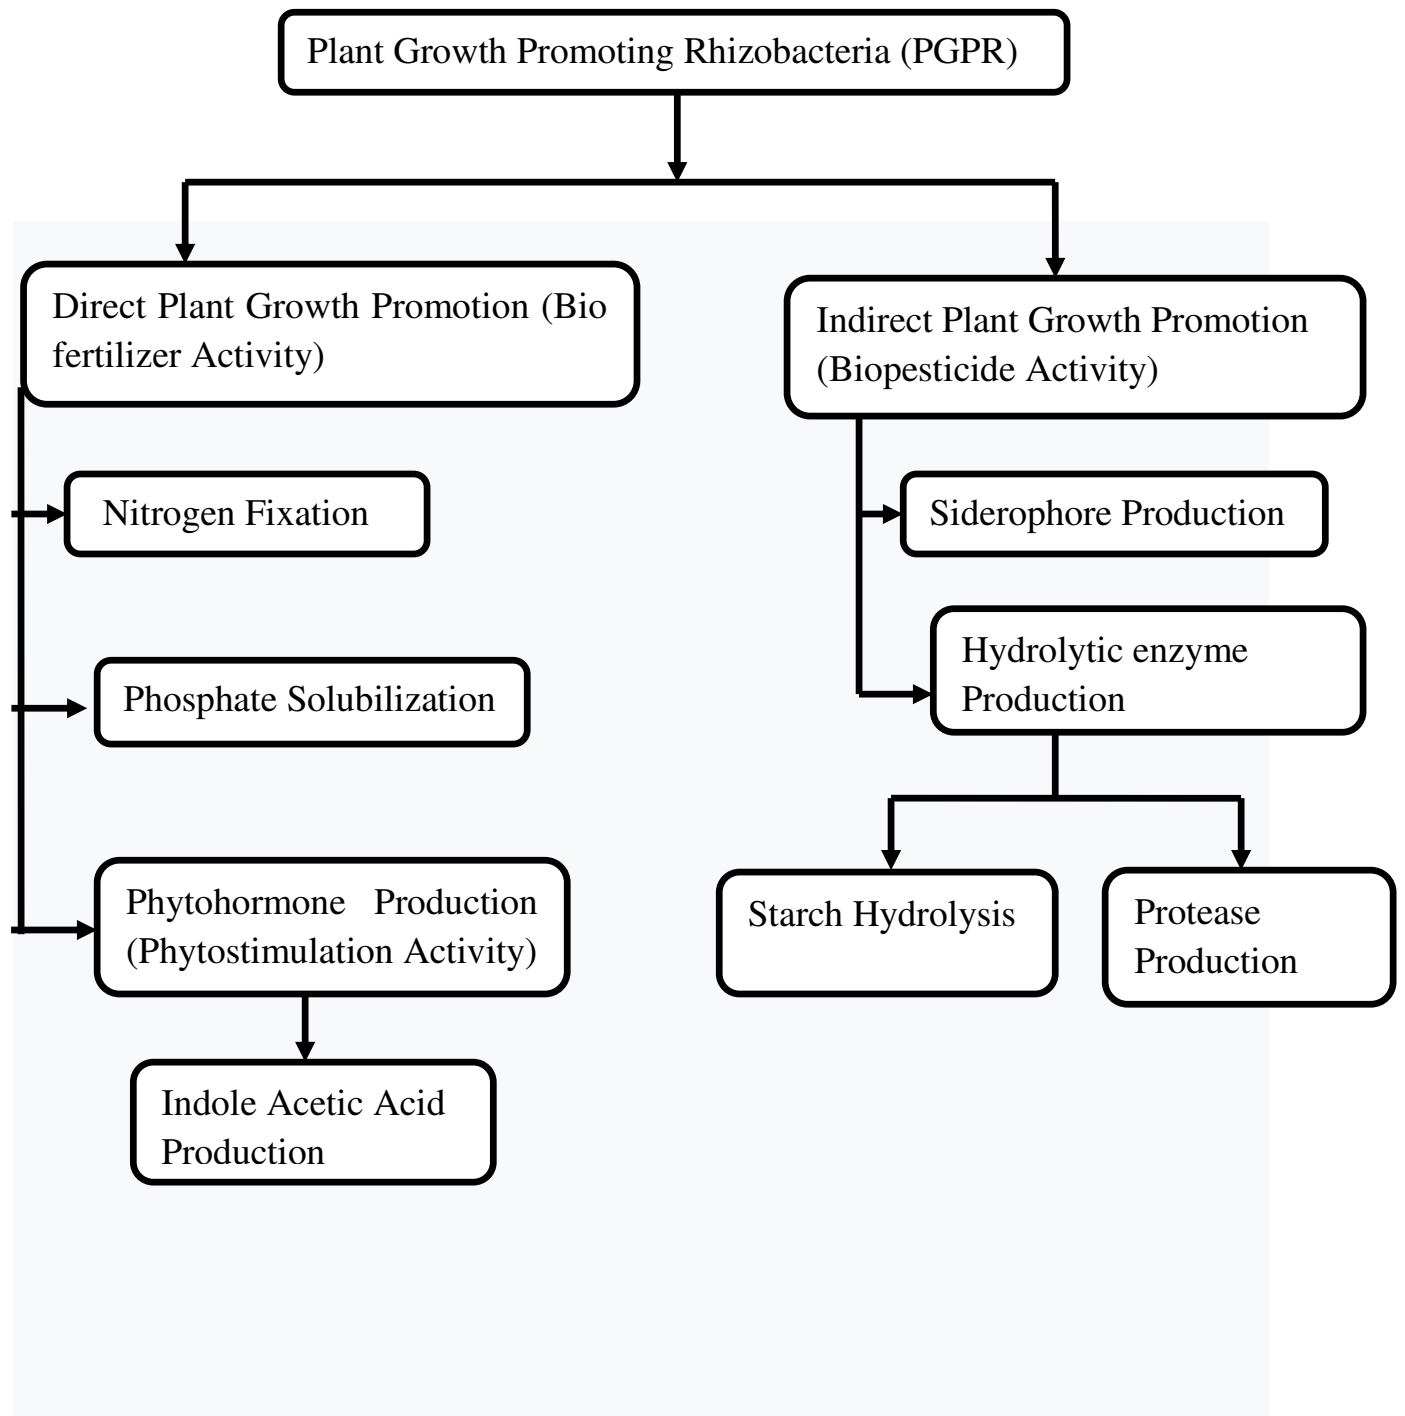 Plant Growth Promoting Rhizobacteria (PGPR)
Direct Plant Growth Promotion (Bio
fertilizer Activity)
Indirect Plant Growth Promotion
(Biopesticide Activity)
Nitrogen Fixation
Siderophore Production
Hydrolytic enzyme
Production
Phosphate Solubilization
Phytohormone Production
(Phytostimulation Activity)
Starch Hydrolysis
Protease
Production
Indole Acetic Acid
Production